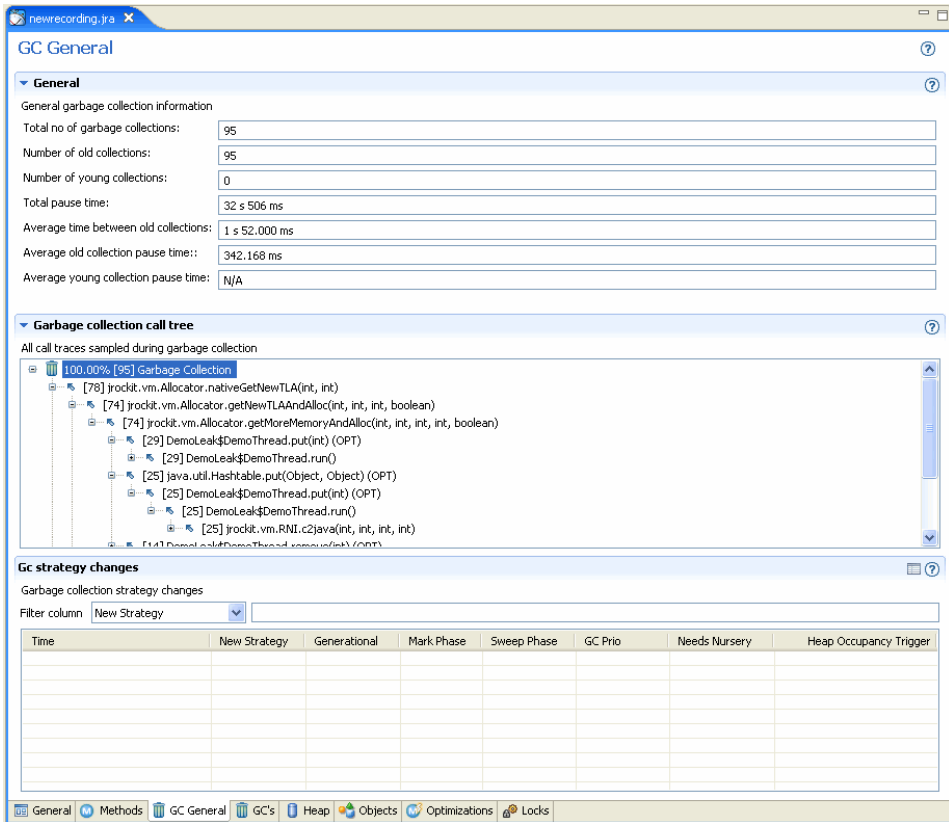 newrecording.jra
GC General
General
General garbage collection information
Total no of garbage collections: 95
Number of old collections: 95
Number of young collections: 0
Total pause time: 32 s 506 ms
Average time between old collections: 1 s 52.000 ms
Average old collection pause time:: 342.168 ms
Average young collection pause time: N/A
Garbage collection call tree
All call traces sampled during garbage collection
100.00% [95] Garbage Collection
[78] jrockit.vm.Allocator.nativeGetNewTLA(int, int)
[74] jrockit.vm.Allocator.getNewTLAAndAlloc(int, int, int, boolean)
[74] jrockit.vm.Allocator.getMoreMemoryAndAlloc(int, int, int, int, boolean)
[29] DemoLeak$DemoThread.put(int) (OPT)
[29] DemoLeak$DemoThread.run()
[25] java.util.Hashtable.put(Object, Object) (OPT)
[25] DemoLeak$DemoThread.put(int) (OPT)
[25] DemoLeak$DemoThread.run()
[25] jrockit.vm.RNI.c2java(int, int, int, int)
[14] DemoLeak$DemoThread.remove(int) (OPT)
Gc strategy changes
Garbage collection strategy changes
Filter column New Strategy
Time New Strategy Generational Mark Phase Sweep Phase GC Prio Needs Nursery Heap Occupancy Trigger
General Methods GC General GC's Heap Objects Optimizations Locks